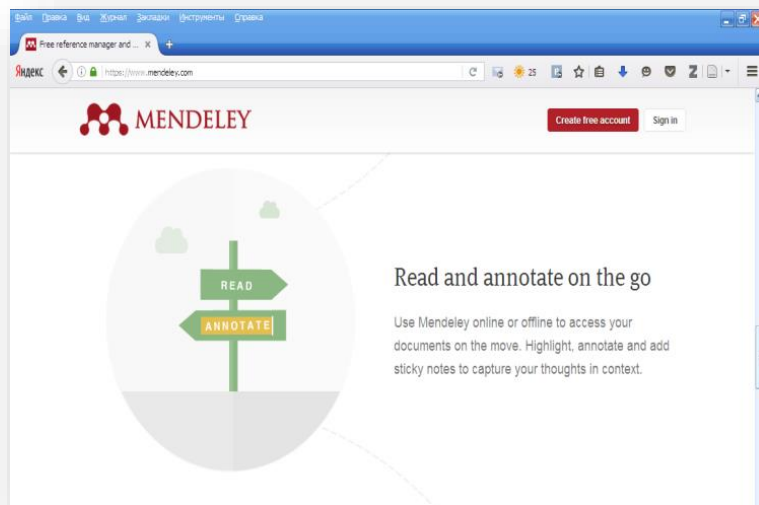 Файл Правка Вид Журнал Закладки Инструменты Справка
Free reference manager and ...
Яндекс https://www.mendeley.com 25
MENDELEY
Create free account Sign in
READ
ANNOTATE
Read and annotate on the go
Use Mendeley online or offline to access your
documents on the move. Highlight, annotate and add
sticky notes to capture your thoughts in context.